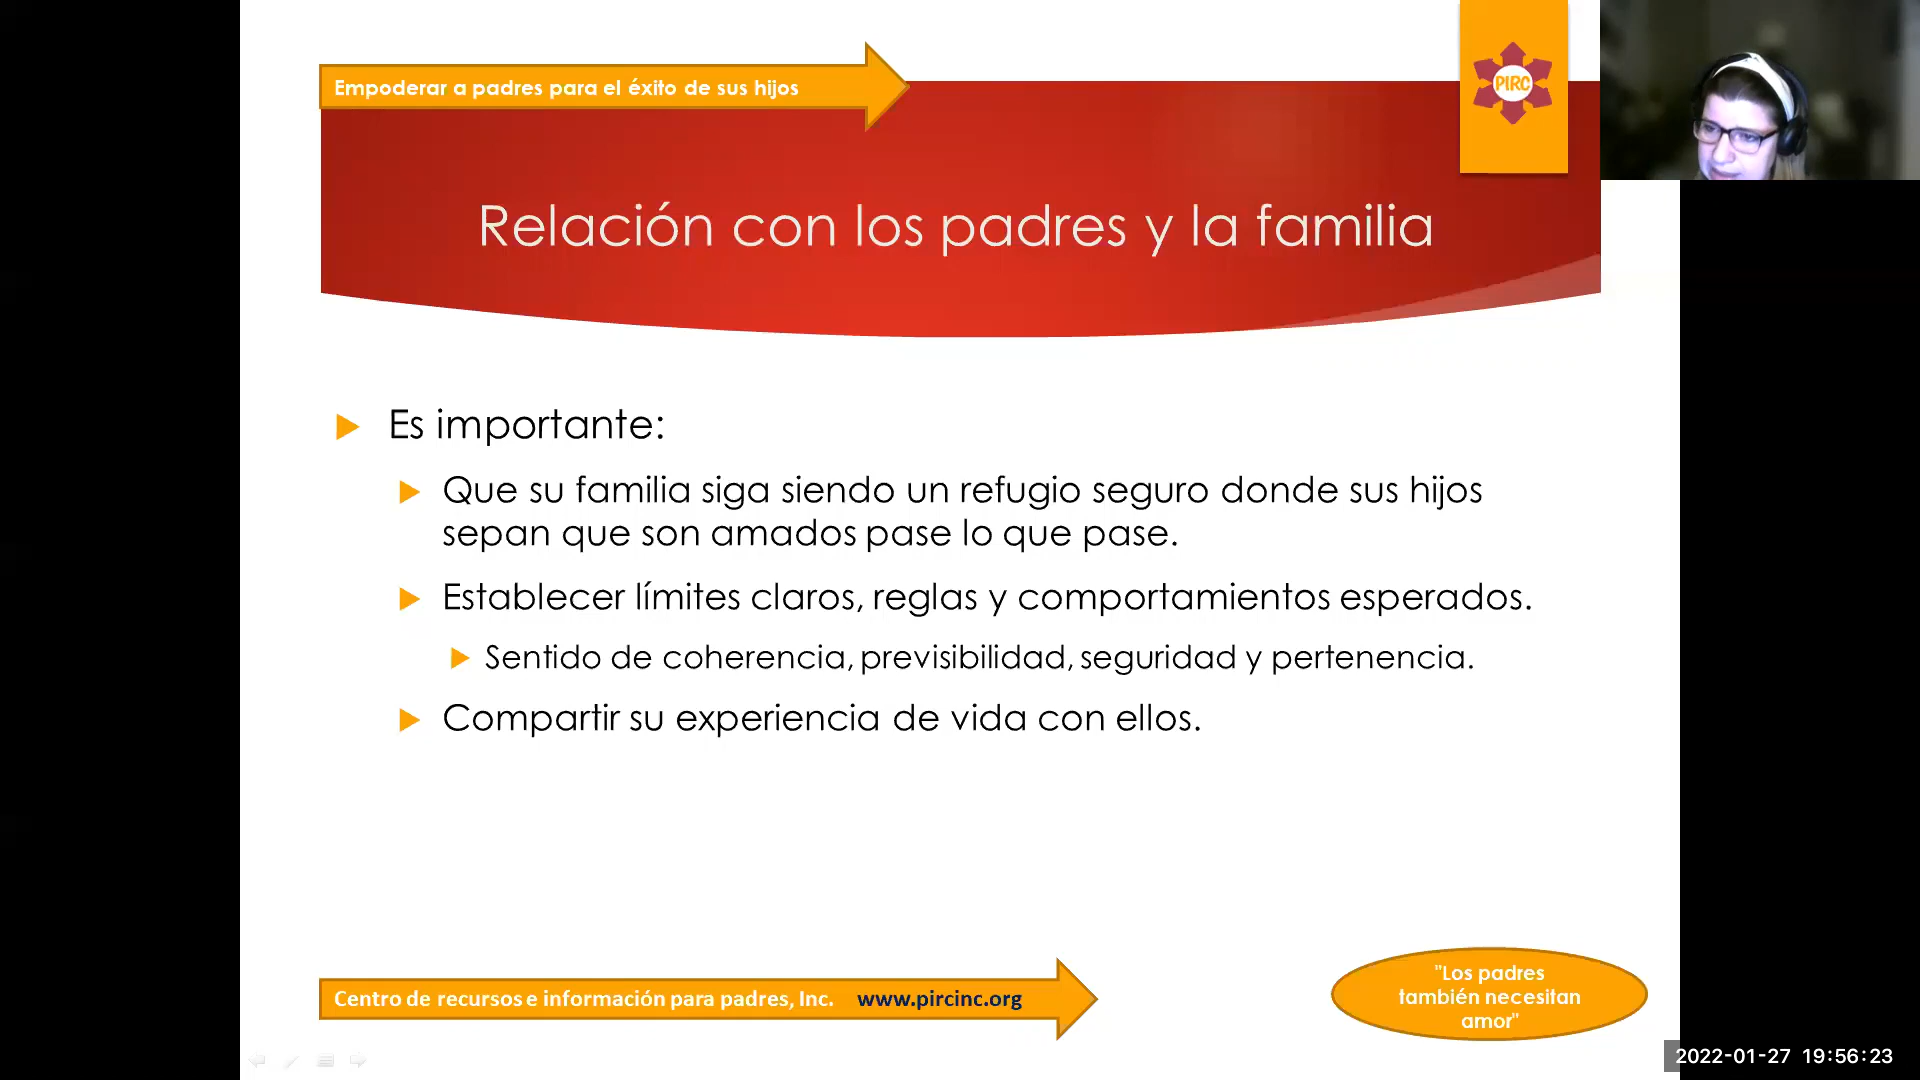 Empoderar a padres para el éxito de sus hijos
PIRC
Relación con los padres y la familia
Es importante:
Que su familia siga siendo un refugio seguro donde sus hijos
sepan que son amados pase lo que pase.
Establecer límites claros, reglas y comportamientos esperados.
Sentido de coherencia, previsibilidad, seguridad y pertenencia.
Compartir su experiencia de vida con ellos.
Centro de recursos e información para padres, Inc. www.pircinc.org
"Los padres
también necesitan
amor"
2022-01-27 19:56:23